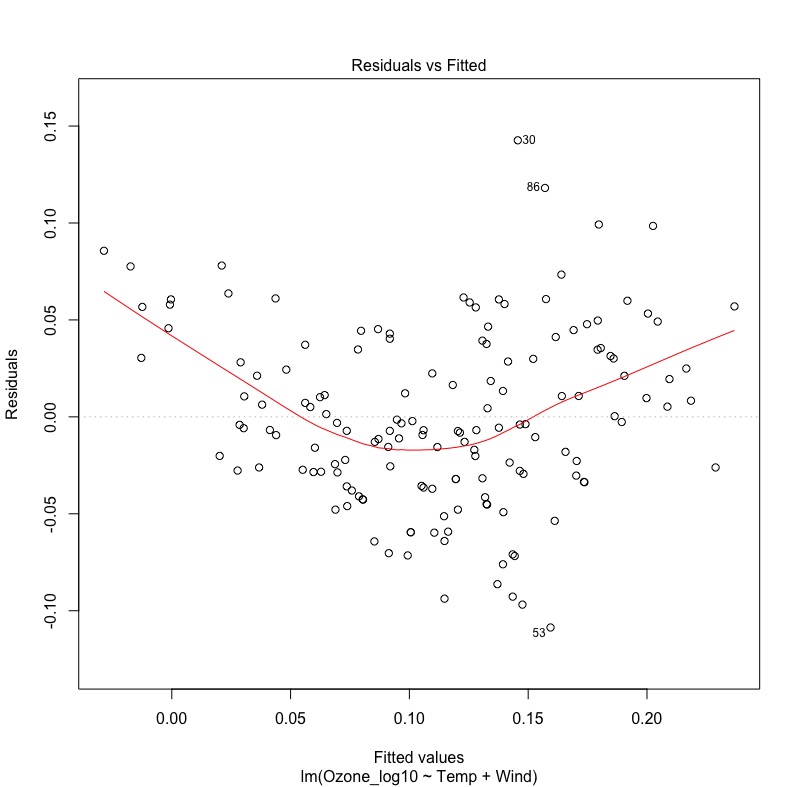 Residuals vs Fitted
0.15
0.10
0.05
0.00
-0.05
-0.10
Residuals
30
86
53
0.00 0.05 0.10 0.15 0.20
Fitted values
lm(Ozone_log10 ~ Temp + Wind)